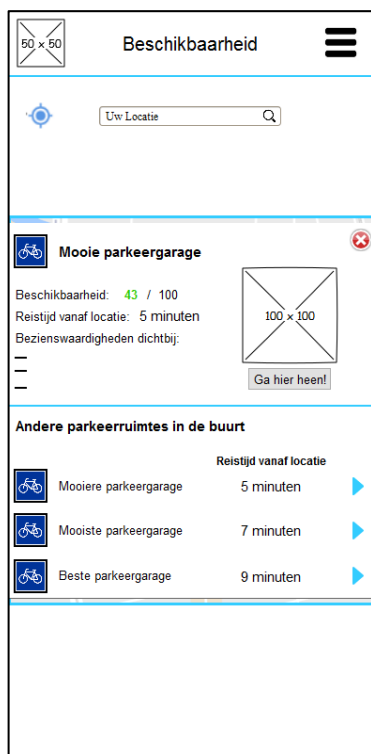 50 x 50
Beschikbaarheid
Uw Locatie
Mooie parkeergarage
Beschikbaarheid: 43 / 100
Reistijd vanaf locatie: 5 minuten
Bezienswaardigheden dichtbij:
100 x 100
Ga hier heen!
Andere parkeerruimtes in de buurt
Reistijd vanaf locatie
Mooiere parkeergarage 5 minuten
Mooiste parkeergarage 7 minuten
Beste parkeergarage 9 minuten